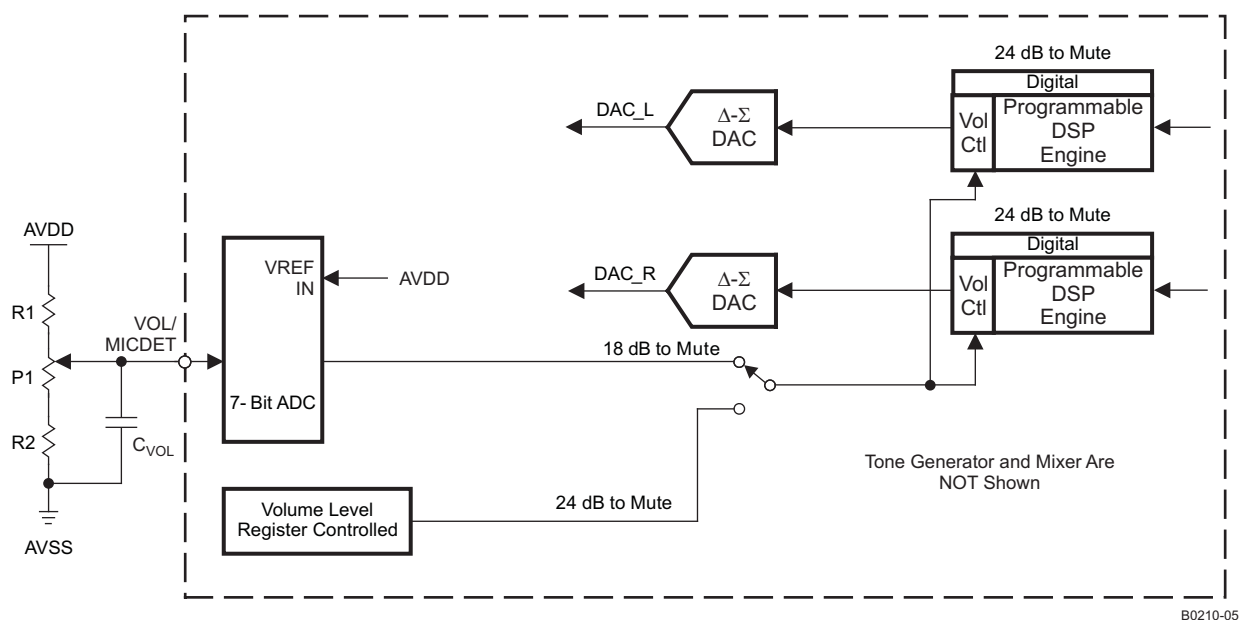 24 dB to Mute
Digital
DAC_L
Δ-Σ
DAC
Vol
Ctl
Programmable
DSP
Engine
24 dB to Mute
Digital
AVDD
VREF
IN
AVDD
DAC_R
Δ-Σ
DAC
Vol
Ctl
Programmable
DSP
Engine
R1
VOL/
MICDET
P1
18 dB to Mute
7- Bit ADC
R2
CVOL
Tone Generator and Mixer Are
NOT Shown
Volume Level
Register Controlled
24 dB to Mute
AVSS
B0210-05